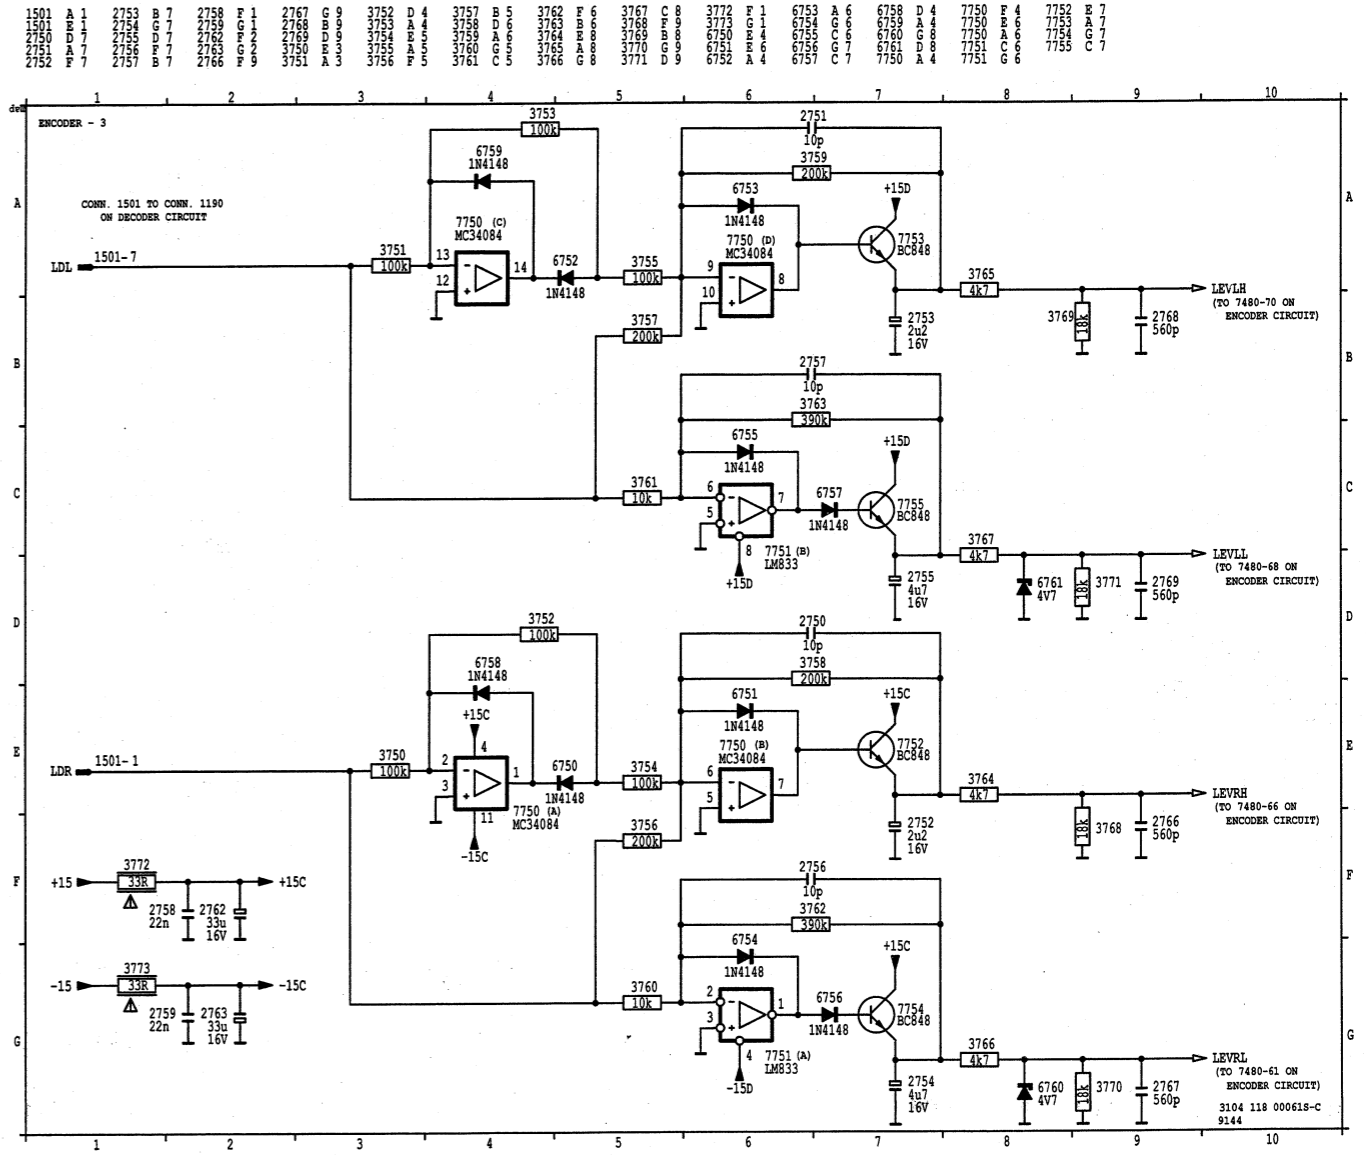 1501 A 1 2753 B 7 2758 F 1 2767 G 9 3752 D 4 3757 B 5 3762 F 6 3767 C 8 3772 F 1 6753 A 6 6758 D 4 7750 F 4 7752 E 7
1501 E 1 2754 G 7 2759 G 1 2768 B 9 3753 A 4 3758 D 6 3763 B 6 3768 F 9 3773 G 1 6754 G 6 6759 A 4 7750 E 6 7753 A 7
2750 D 7 2755 D 7 2762 F 2 2769 D 9 3754 E 5 3759 A 6 3764 E 8 3769 B 8 6750 E 4 6755 C 6 6760 G 8 7750 A 6 7754 G 7
2751 A 7 2756 F 7 2763 G 2 3750 E 3 3755 A 5 3760 G 5 3765 A 8 3770 G 9 6751 E 6 6756 G 7 6761 D 8 7751 C 6 7755 C 7
2752 F 7 2757 B 7 2766 F 9 3751 A 3 3756 F 5 3761 C 5 3766 G 8 3771 D 9 6752 A 4 6757 C 7 7750 A 4 7751 G 6
1 2 3 4 5 6 7 8 9 10
ENCODER - 3
CONN. 1501 TO CONN. 1190
ON DECODER CIRCUIT
A A
LDL 1501-7
3751
100k
3753
100k
6759
1N4148
7750 (C)
MC34084
13
12
14
6752
1N4148
3755
100k
3757
200k
2751
10p
3759
200k
6753
1N4148
7750 (D)
MC34084
9
10
8
+15D
7753
BC848
2753
2u2
16V
3765
4k7
3769
18k
2768
560p
LEVLH
(TO 7480-70 ON
ENCODER CIRCUIT)
B B
2757
10p
3763
390k
6755
1N4148
C C
3761
10k
6
5
7
8
+15D
7751 (B)
LM833
6757
1N4148
+15D
7755
BC848
2755
4u7
16V
3767
4k7
6761
4V7
3771
18k
2769
560p
LEVLL
(TO 7480-68 ON
ENCODER CIRCUIT)
D D
3752
100k
6758
1N4148
+15C
4
E E
LDR 1501-1
3750
100k
2
3
1
11
-15C
7750 (A)
MC34084
6750
1N4148
3754
100k
3756
200k
2750
10p
3758
200k
6751
1N4148
7750 (B)
MC34084
6
5
7
+15C
7752
BC848
2752
2u2
16V
3764
4k7
3768
18k
2766
560p
LEVRH
(TO 7480-66 ON
ENCODER CIRCUIT)
F F
+15
3772
33R
+15C
2758
22n
2762
33u
16V
2756
10p
3762
390k
6754
1N4148
-15
3773
33R
-15C
2759
22n
2763
33u
16V
G G
3760
10k
2
3
1
4
-15D
7751 (A)
LM833
6756
1N4148
+15C
7754
BC848
2754
4u7
16V
3766
4k7
6760
4V7
3770
18k
2767
560p
LEVRL
(TO 7480-61 ON
ENCODER CIRCUIT)
3104 118 00061S-C
9144
1 2 3 4 5 6 7 8 9 10